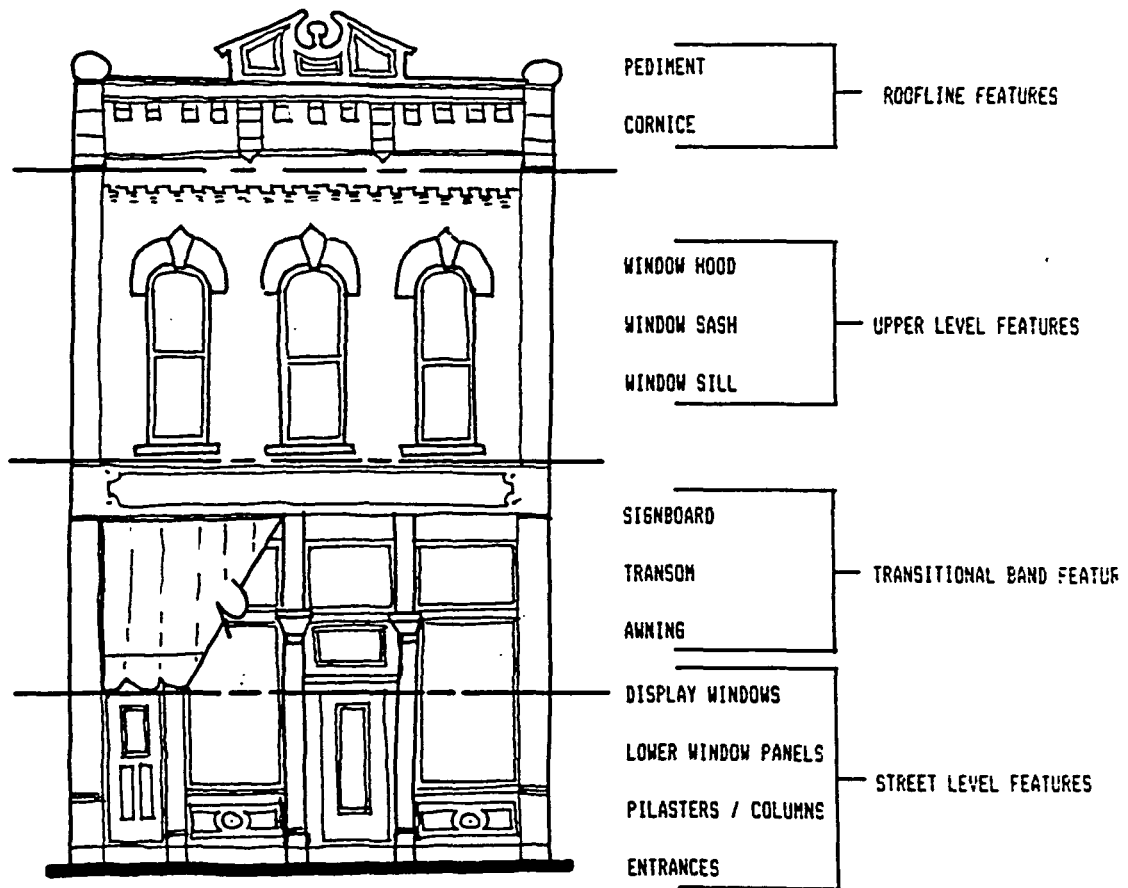 PEDIMENT
CORNICE
ROOFLINE FEATURES
WINDOW HOOD
WINDOW SASH
WINDOW SILL
UPPER LEVEL FEATURES
SIGNBOARD
TRANSOM
AWNING
TRANSITIONAL BAND FEATUR
DISPLAY WINDOWS
LOWER WINDOW PANELS
PILASTERS / COLUMNS
ENTRANCES
STREET LEVEL FEATURES